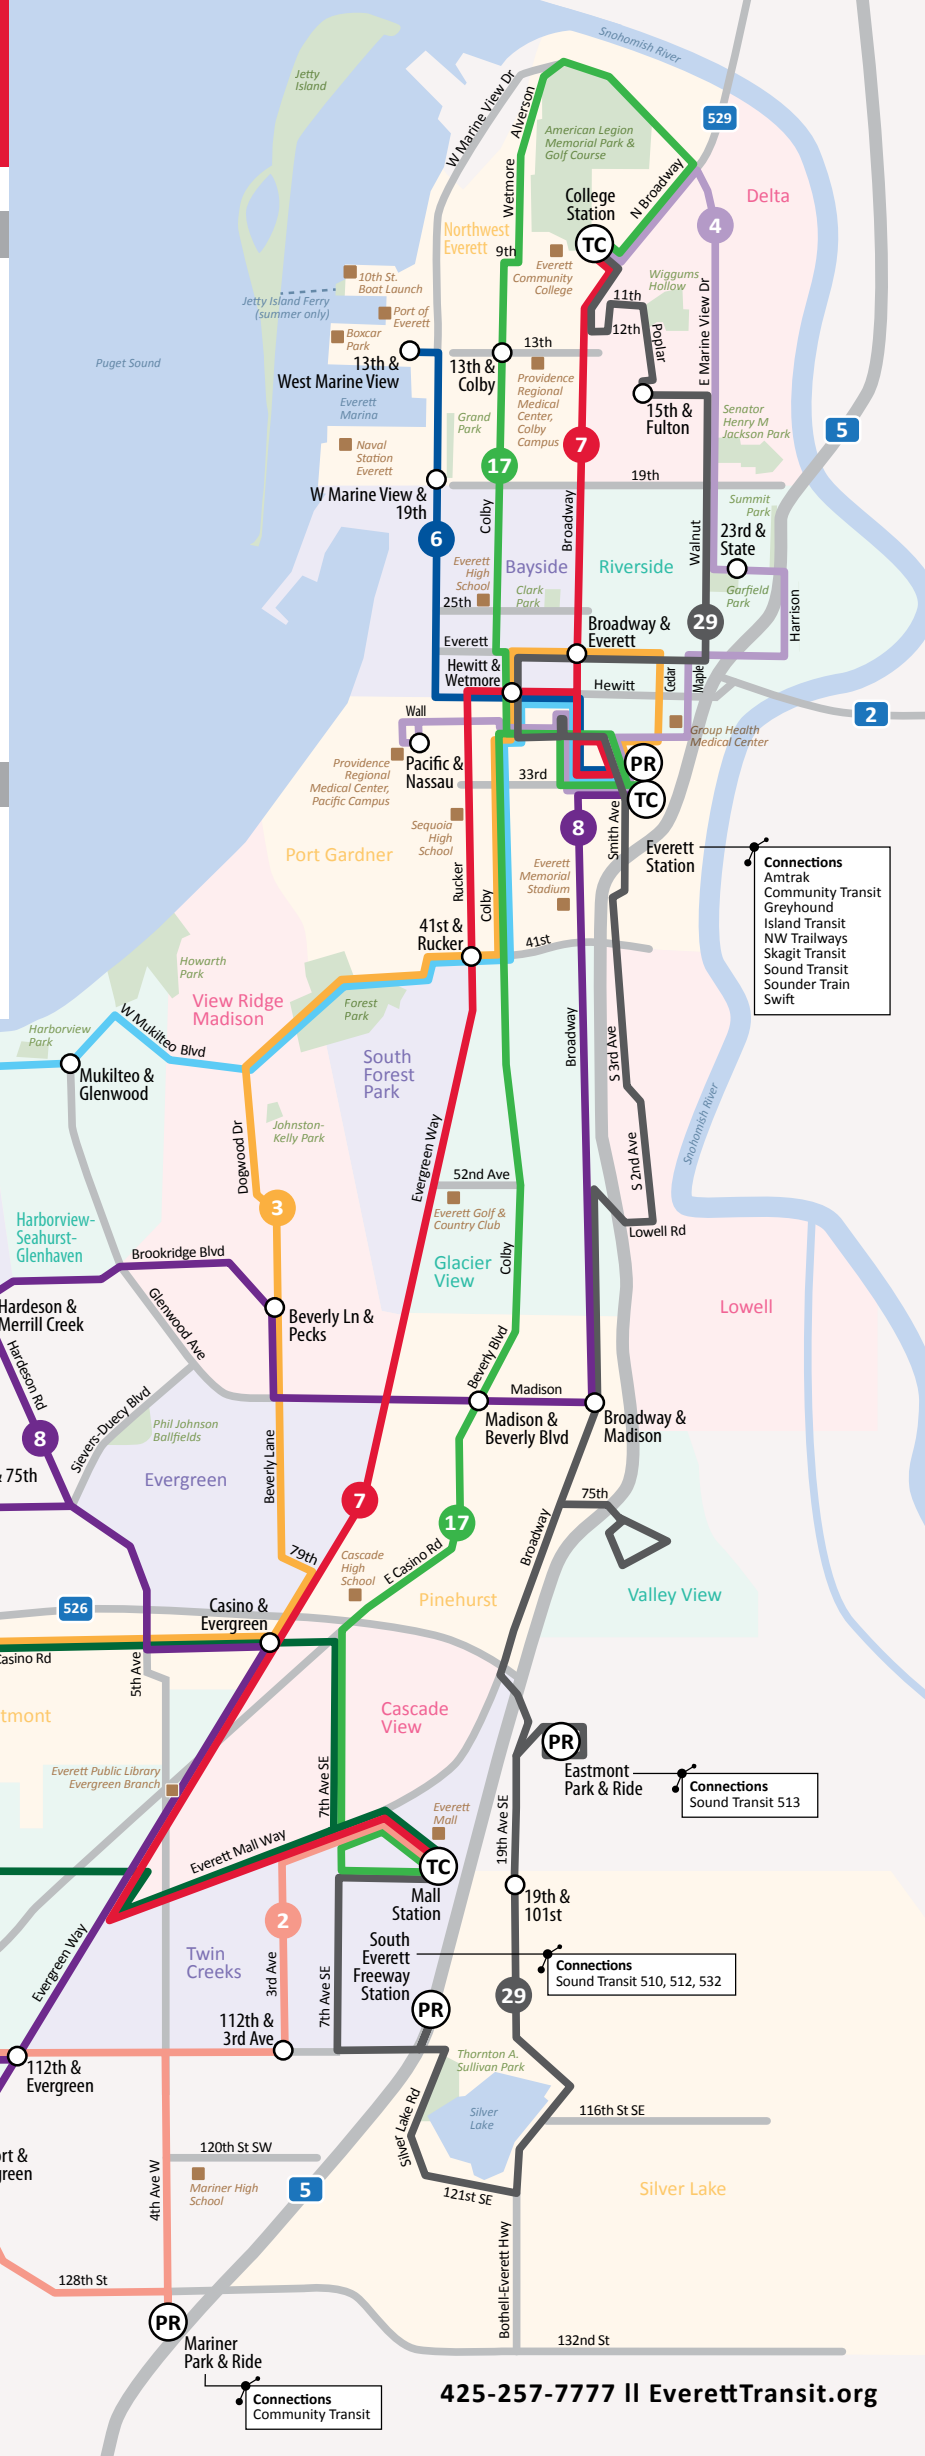 Snohomish River
Jetty
Island
W Marine View Dr
Alverson
529
American Legion
Memorial Park &
Golf Course
Wetmore
N Broadway
College
Station
Delta
TC
4
Northwest
Everett
9th
Everett
Community
College
Wiggums
Hollow
10th St.
Boat Launch
Jetty Island Ferry
(summer only)
Port of
Everett
11th
12th
Poplar
E Marine View Dr
Boxcar
Park
13th
13th &
West Marine View
13th &
Colby
Puget Sound
Providence
Regional
Medical
Center,
Colby
Campus
Everett
Marina
15th &
Fulton
Senator
Henry M
Jackson Park
Grand
Park
5
7
Naval
Station
Everett
17
19th
W Marine View &
19th
Summit
Park
Colby
Broadway
Walnut
23rd &
State
6
Everett
High
School
Bayside
Riverside
Clark
Park
Garfield
Park
Harrison
25th
29
Broadway &
Everett
Everett
Hewitt &
Wetmore
Hewitt
Cedar
Maple
2
Wall
Group Health
Medical Center
Pacific &
Nassau
PR
Providence
Regional
Medical Center,
Pacific Campus
33rd
TC
Sequoia
High
School
8
Smith Ave
Everett
Station
Port Gardner
Everett
Memorial
Stadium
Rucker
Colby
Connections
Amtrak
Community Transit
Greyhound
Island Transit
NW Trailways
Skagit Transit
Sound Transit
Sounder Train
Swift
41st &
Rucker
41st
Howarth
Park
View Ridge
Madison
Forest
Park
W Mukilteo Blvd
Harborview
Park
Broadway
S 3rd Ave
Mukilteo &
Glenwood
South
Forest
Park
Johnston-
Kelly Park
Dogwood Dr
Evergreen Way
Snohomish River
S 2nd Ave
52nd Ave
3
Everett Golf &
Country Club
Lowell Rd
Harborview-
Seahurst-
Glenhaven
Brookridge Blvd
Glacier
View
Colby
Lowell
Hardeson &
Merrill Creek
Beverly Ln &
Pecks
Glenwood Ave
Hardeson Rd
Beverly Blvd
Madison
Sievers-Duecy Blvd
Phil Johnson
Ballfields
Madison &
Beverly Blvd
Broadway &
Madison
8
& 75th
Evergreen
Beverly Lane
7
75th
17
Broadway
79th
Cascade
High
School
E Casino Rd
Pinehurst
Valley View
526
Casino &
Evergreen
Casino Rd
5th Ave
tmont
Cascade
View
PR
Everett Public Library
Evergreen Branch
7th Ave SE
Eastmont
Park & Ride
Connections
Sound Transit 513
Everett
Mall
19th Ave SE
Everett Mall Way
TC
Mall
Station
19th &
101st
2
South
Everett
Freeway
Station
Evergreen Way
Twin
Creeks
3rd Ave
7th Ave SE
Connections
Sound Transit 510, 512, 532
29
PR
112th &
3rd Ave
112th &
Evergreen
Thornton A.
Sullivan Park
Silver
Lake
Silver Lake Rd
116th St SE
rt &
green
120th St SW
4th Ave W
Mariner High
School
5
121st SE
Silver Lake
Bothell-Everett Hwy
128th St
PR
Mariner
Park & Ride
132nd St
Connections
Community Transit
425-257-7777 ll EverettTransit.org